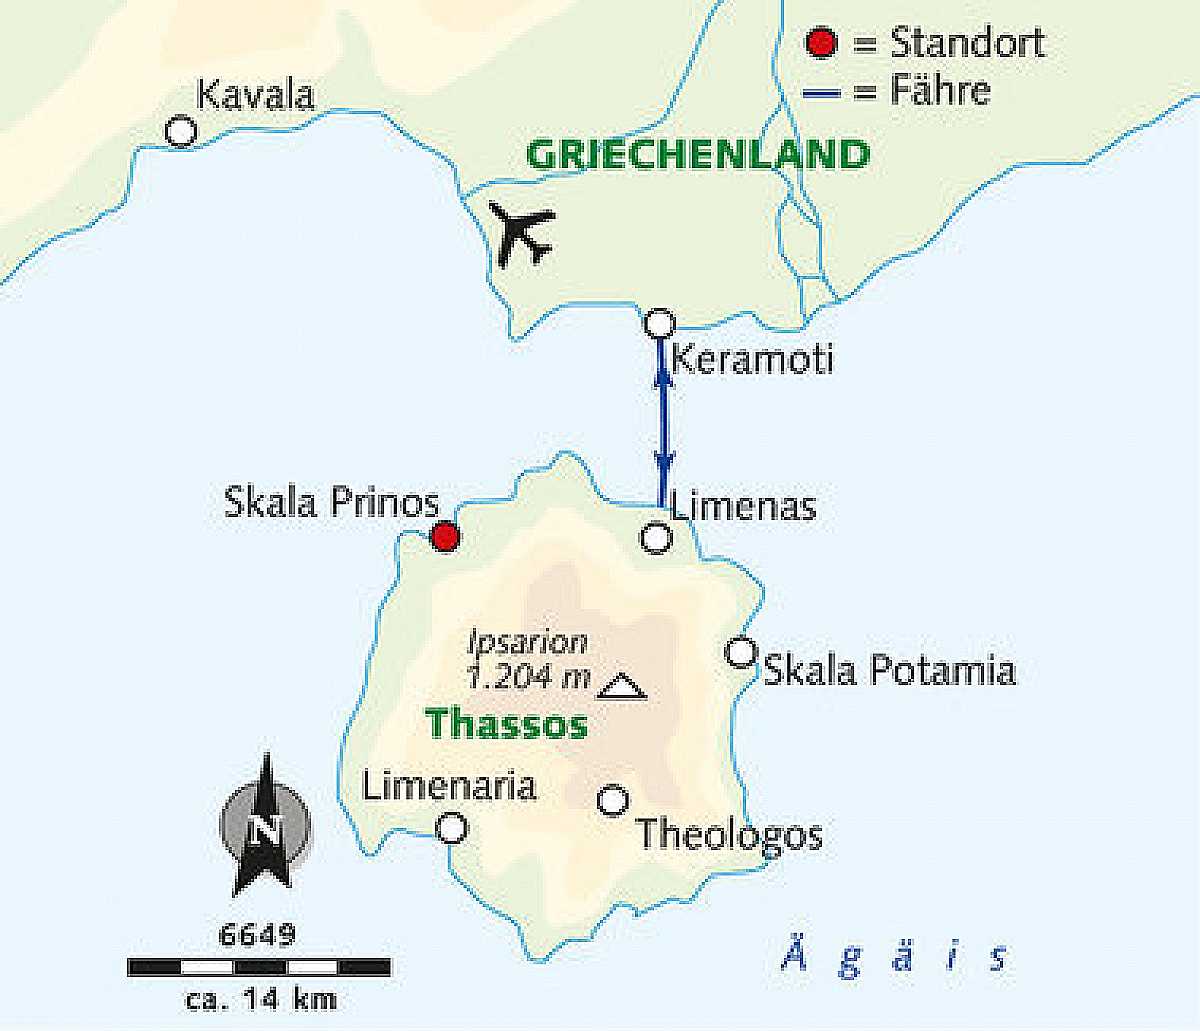 = Standort
= Fähre
Kavala
GRIECHENLAND
Keramoti
Skala Prinos
Limenas
Ipsarion
1.204 m
Skala Potamia
Thassos
Limenaria
Theologos
N
6649
ca. 14 km
Ägäis